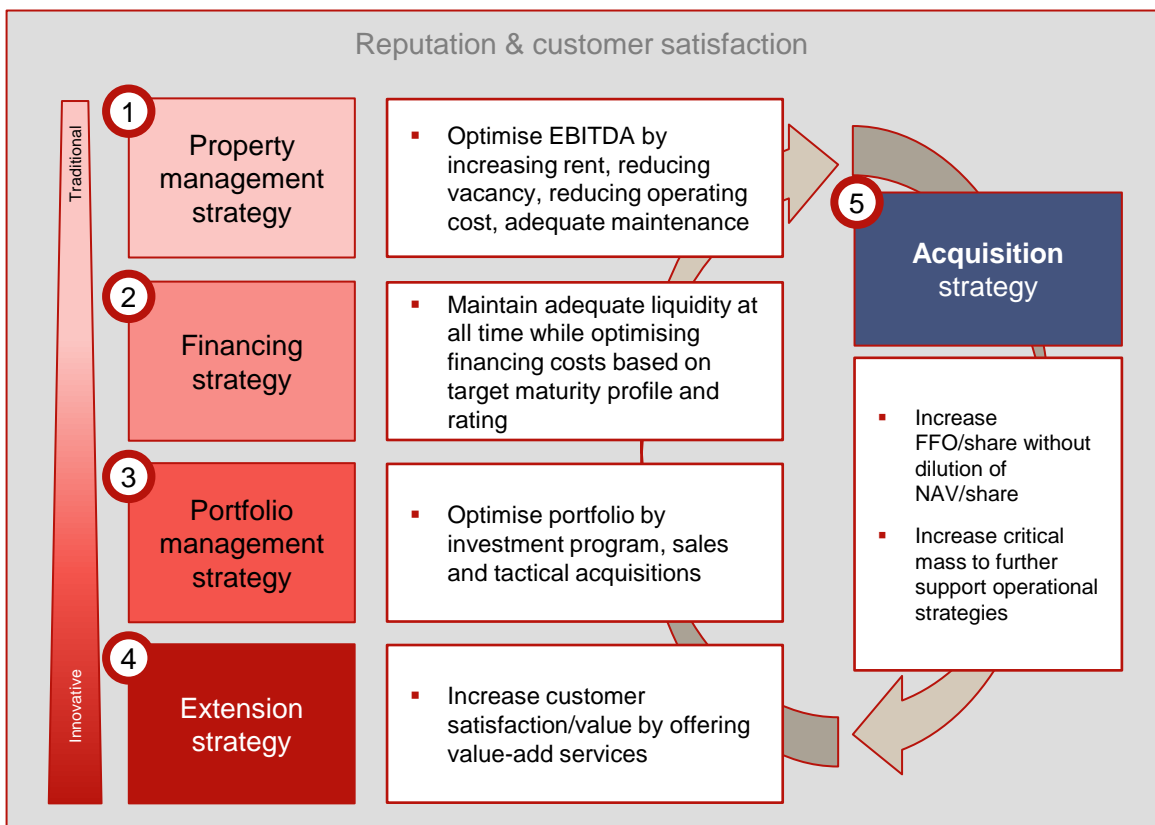 Reputation & customer satisfaction
Traditional
Innovative
1
Property
management
strategy
▪ Optimise EBITDA by
increasing rent, reducing
vacancy, reducing operating
cost, adequate maintenance
2
Financing
strategy
▪ Maintain adequate liquidity at
all time while optimising
financing costs based on
target maturity profile and
rating
3
Portfolio
management
strategy
▪ Optimise portfolio by
investment program, sales
and tactical acquisitions
4
Extension
strategy
▪ Increase customer
satisfaction/value by offering
value-add services
5
Acquisition
strategy
▪ Increase
FFO/share without
dilution of
NAV/share
▪ Increase critical
mass to further
support operational
strategies